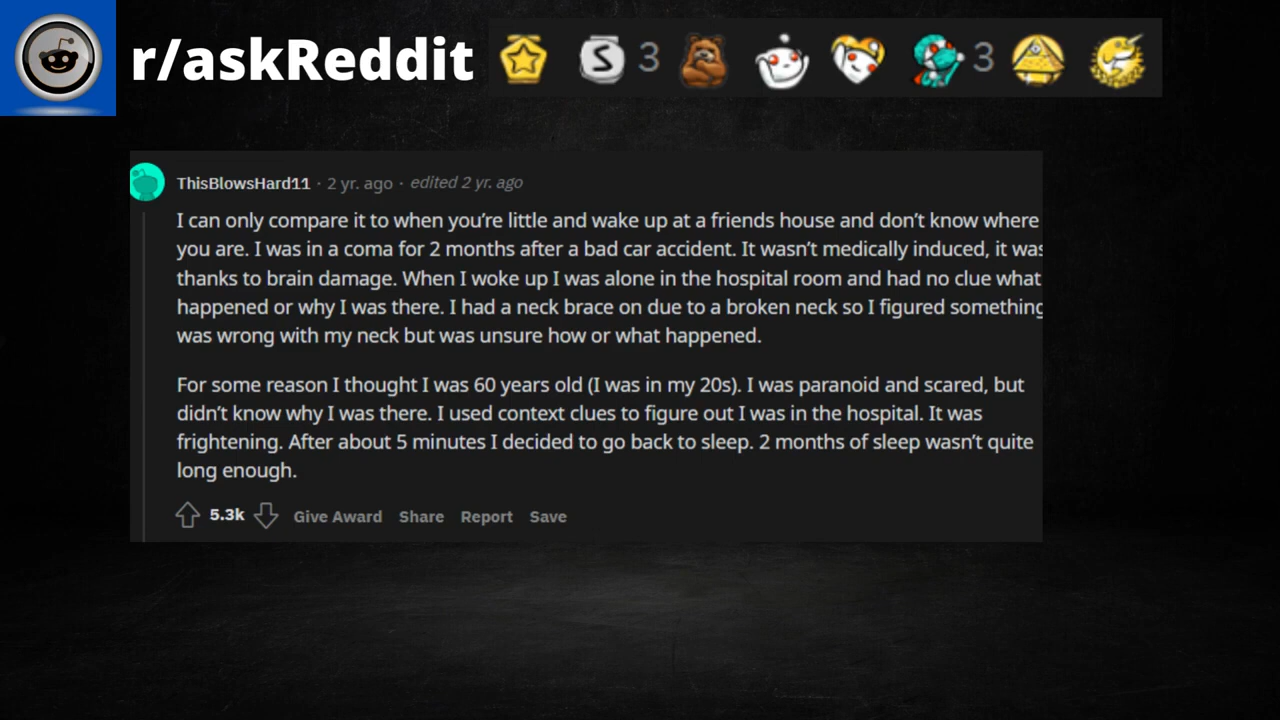 r/askReddit
S 3 3
ThisBlowsHard11 · 2 yr. ago · edited 2 yr. ago
I can only compare it to when you’re little and wake up at a friends house and don’t know where
you are. I was in a coma for 2 months after a bad car accident. It wasn’t medically induced, it was
thanks to brain damage. When I woke up I was alone in the hospital room and had no clue what
happened or why I was there. I had a neck brace on due to a broken neck so I figured something
was wrong with my neck but was unsure how or what happened.
For some reason I thought I was 60 years old (I was in my 20s). I was paranoid and scared, but
didn’t know why I was there. I used context clues to figure out I was in the hospital. It was
frightening. After about 5 minutes I decided to go back to sleep. 2 months of sleep wasn’t quite
long enough.
5.3k Give Award Share Report Save